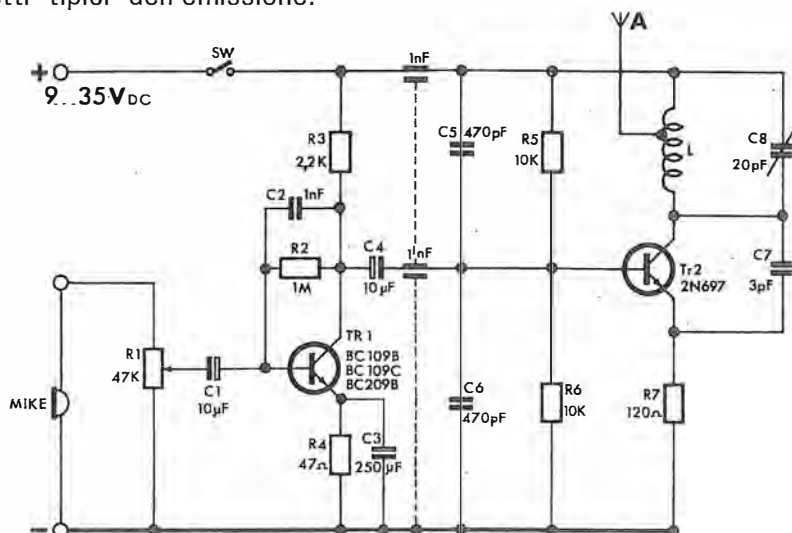 etti tipici dell'emissione.
A
SW
1nF
+
9...35VDC
R3
2,2K
C5 470pF
R5
10K
L
C8
20pF
C2
1nF
R2
1M
C4
10µF
1nF
Tr2
2N697
C7
3pF
TR1
BC109B
BC109C
BC209B
R1
47K
C1
10µF
MIKE
R4
47Ω
C3
250µF
C6
470pF
R6
10K
R7
120Ω
-